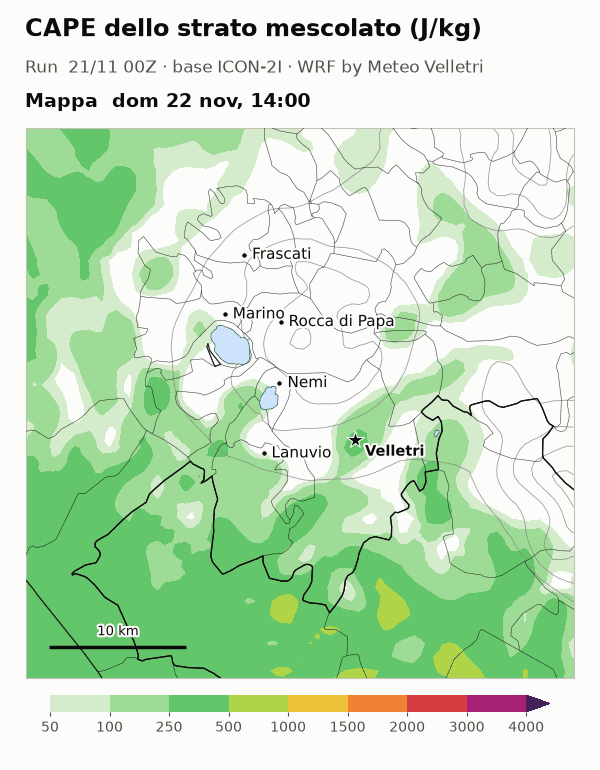 CAPE dello strato mescolato (J/kg)
Run  21/11 00Z · base ICON-2I · WRF by Meteo Velletri
Mappa  dom 22 nov, 14:00
Frascati
Marino
Rocca di Papa
Nemi
Velletri
Lanuvio
10 km
50 100 250 500 1000 1500 2000 3000 4000